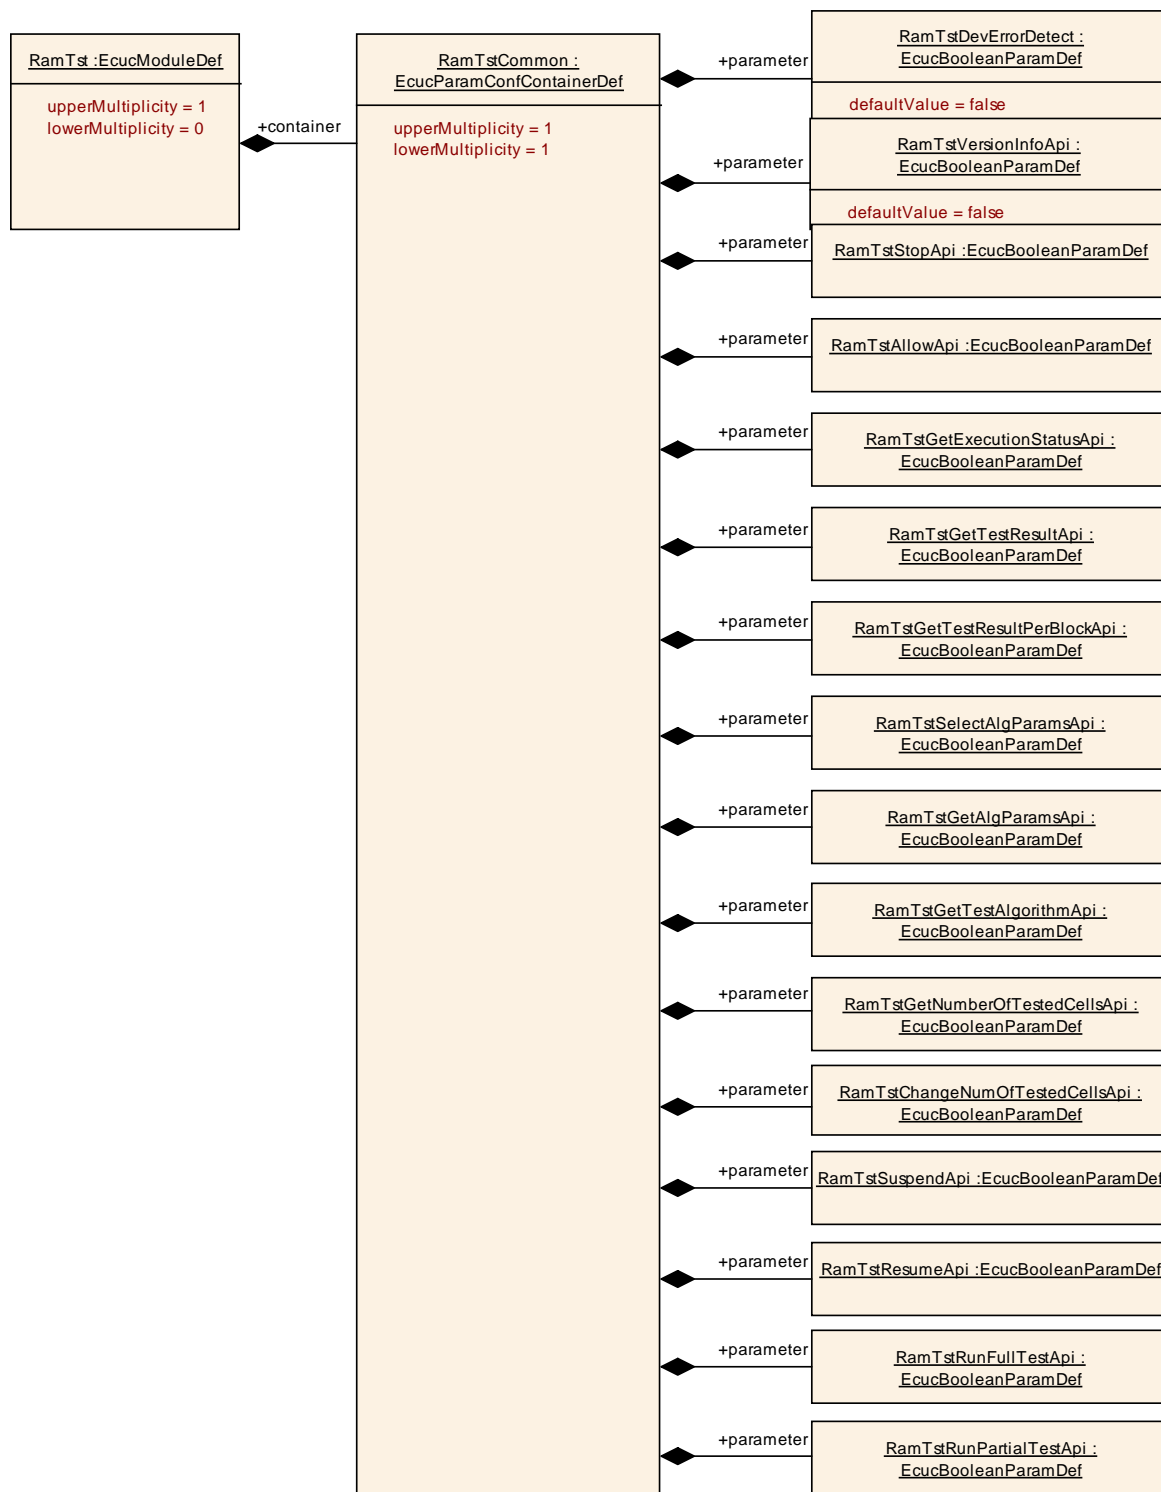 RamTst :EcucModuleDef
upperMultiplicity = 1
lowerMultiplicity = 0
+container
RamTstCommon :
EcucParamConfContainerDef
upperMultiplicity = 1
lowerMultiplicity = 1
+parameter
RamTstDevErrorDetect :
EcucBooleanParamDef
defaultValue = false
+parameter
RamTstVersionInfoApi :
EcucBooleanParamDef
defaultValue = false
+parameter
RamTstStopApi :EcucBooleanParamDef
+parameter
RamTstAllowApi :EcucBooleanParamDef
+parameter
RamTstGetExecutionStatusApi :
EcucBooleanParamDef
+parameter
RamTstGetTestResultApi :
EcucBooleanParamDef
+parameter
RamTstGetTestResultPerBlockApi :
EcucBooleanParamDef
+parameter
RamTstSelectAlgParamsApi :
EcucBooleanParamDef
+parameter
RamTstGetAlgParamsApi :
EcucBooleanParamDef
+parameter
RamTstGetTestAlgorithmApi :
EcucBooleanParamDef
+parameter
RamTstGetNumberOfTestedCellsApi :
EcucBooleanParamDef
+parameter
RamTstChangeNumOfTestedCellsApi :
EcucBooleanParamDef
+parameter
RamTstSuspendApi :EcucBooleanParamDef
+parameter
RamTstResumeApi :EcucBooleanParamDef
+parameter
RamTstRunFullTestApi :
EcucBooleanParamDef
+parameter
RamTstRunPartialTestApi :
EcucBooleanParamDef